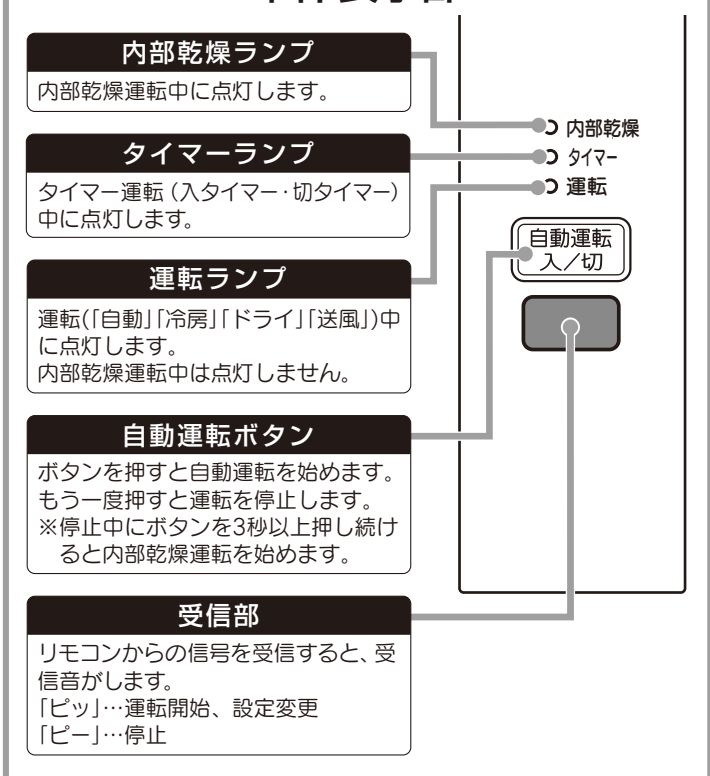 内部乾燥ランプ
内部乾燥運転中に点灯します。
タイマーランプ
タイマー運転(入タイマー・切タイマー)
中に点灯します。
運転ランプ
運転(「自動」「冷房」「ドライ」「送風」)中
に点灯します。
内部乾燥運転中は点灯しません。
自動運転ボタン
ボタンを押すと自動運転を始めます。
もう一度押すと運転を停止します。
※停止中にボタンを3秒以上押し続け
ると内部乾燥運転を始めます。
受信部
リモコンからの信号を受信すると、受
信音がします。
「ピッ」…運転開始、設定変更
「ピー」…停止
内部乾燥
タイマー
運転
自動運転
入/切